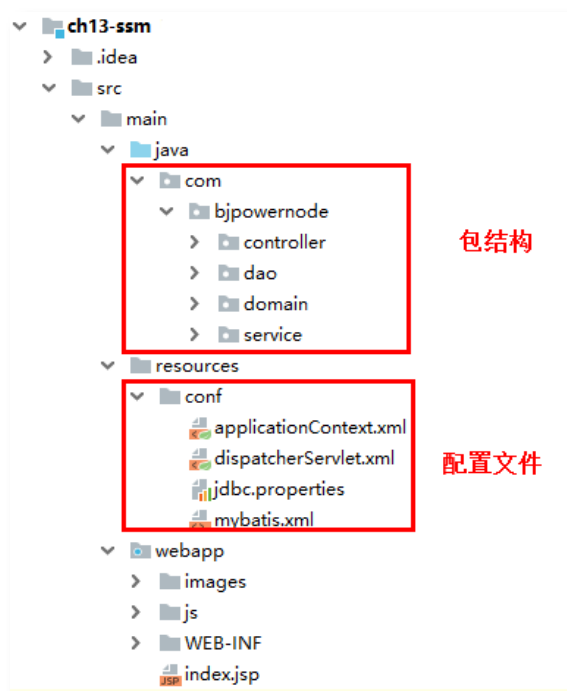 ch13-ssm
.idea
src
main
java
com
bjpowernode
包结构
controller
dao
domain
service
resources
conf
applicationContext.xml
dispatcherServlet.xml
配置文件
jdbc.properties
mybatis.xml
webapp
images
js
WEB-INF
JSP index.jsp